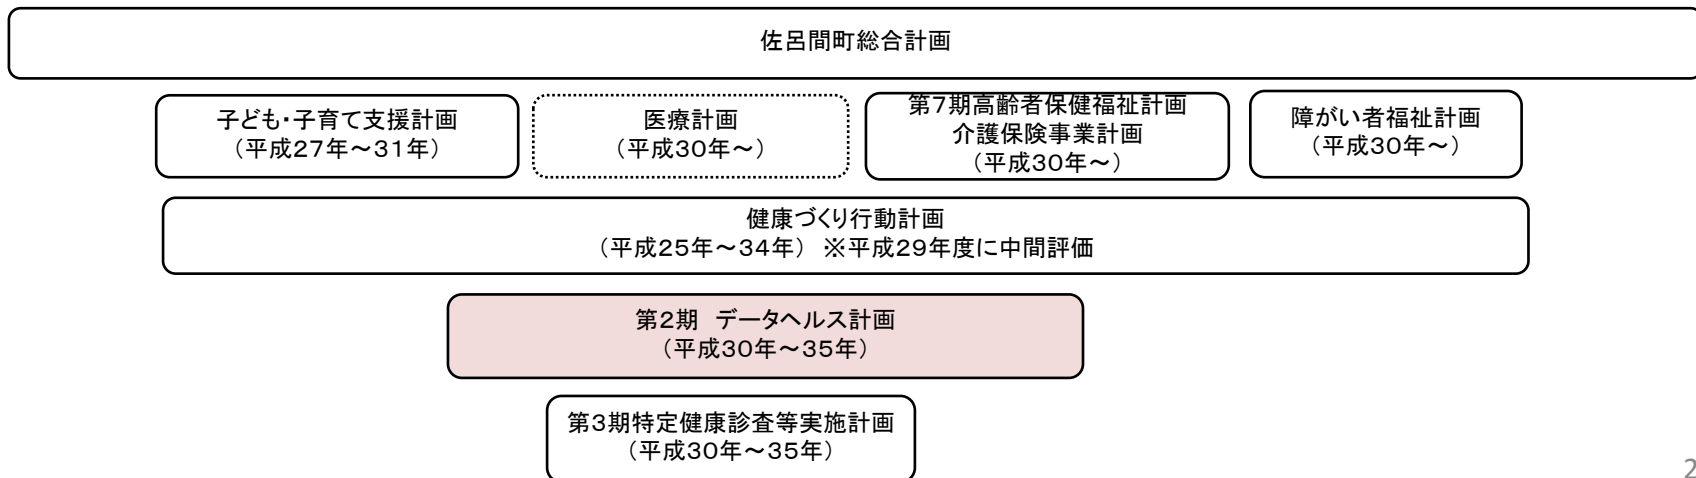 佐呂間町総合計画
子ども・子育て支援計画
（平成27年～31年）
医療計画
（平成30年～）
第7期高齢者保健福祉計画
介護保険事業計画
（平成30年～）
障がい者福祉計画
（平成30年～）
健康づくり行動計画
（平成25年～34年）　※平成29年度に中間評価
第2期　データヘルス計画
（平成30年～35年）
第3期特定健康診査等実施計画
（平成30年～35年）
2